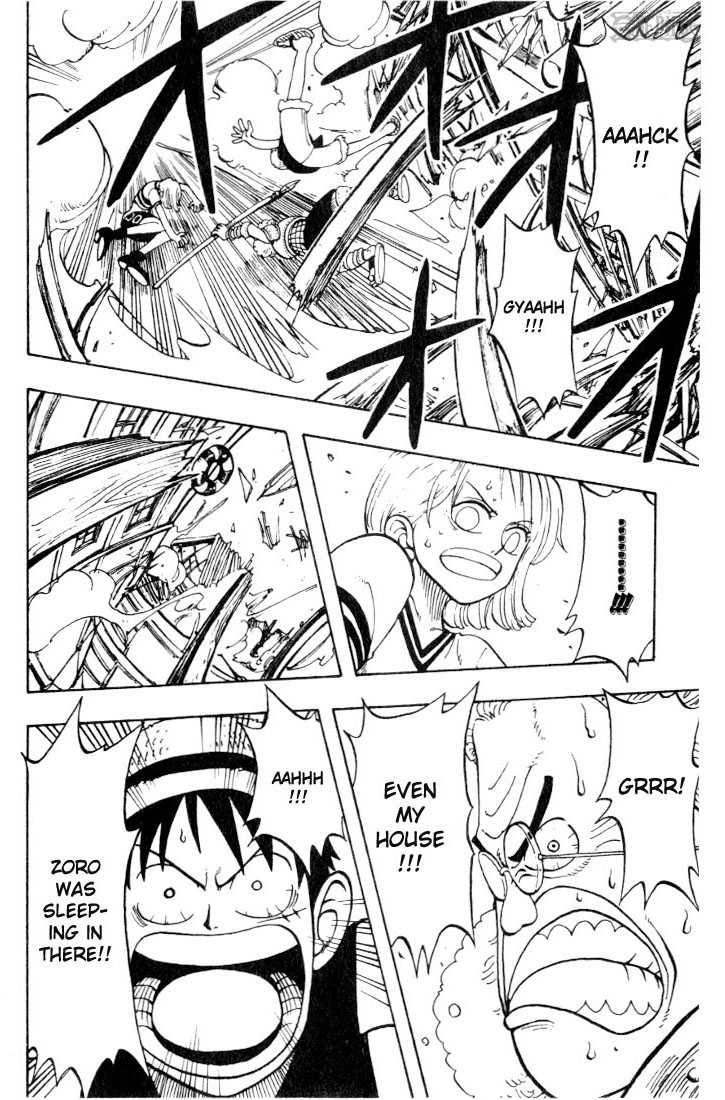 AAAHCK
!!
GYAAHH
!!!
.........!!!
GRRR!
EVEN
MY
HOUSE
!!!
AAHHH
!!!
ZORO
WAS
SLEEP-
ING IN
THERE!!